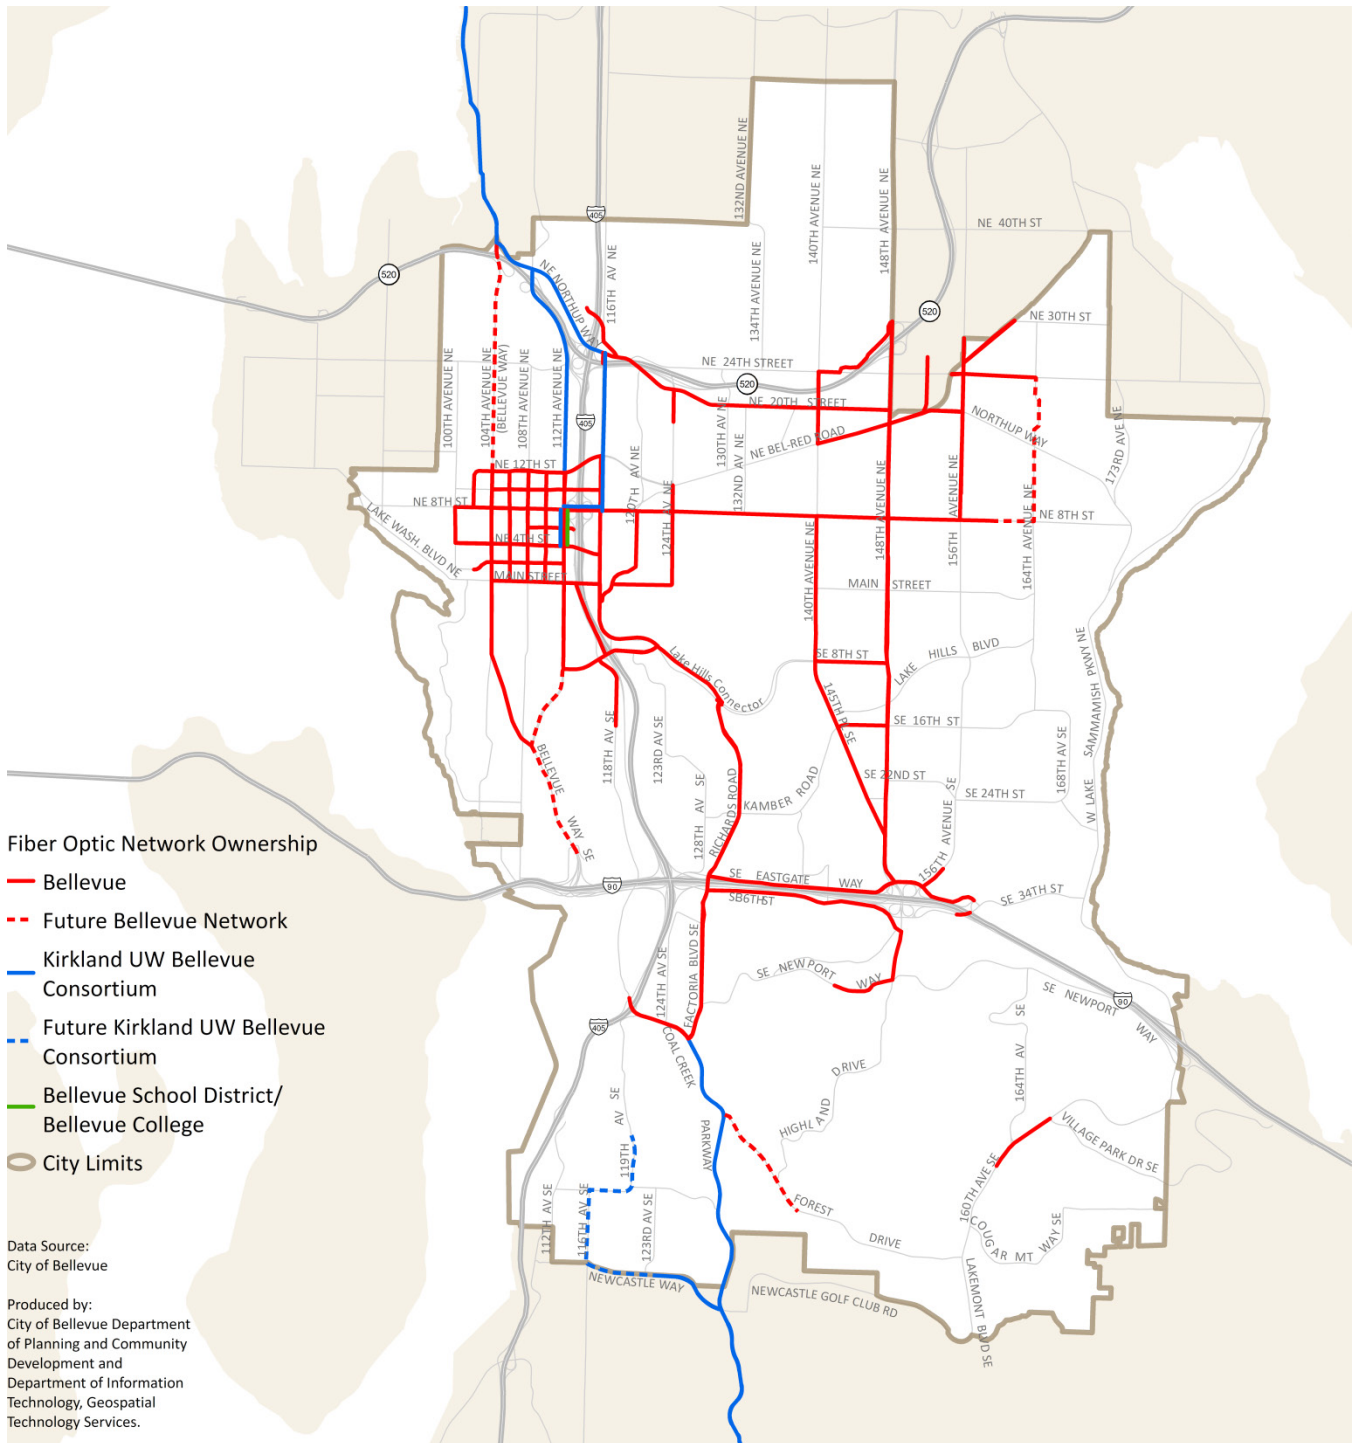 132ND AVENUE NE
140TH AVENUE NE
148TH AVENUE NE
NE 40TH ST
405
520
NE NORTHUP WAY
116TH AV NE
134TH AVENUE NE
520
NE 30TH ST
NE 24TH STREET
520
100TH AVENUE NE
104TH AVENUE NE
(BELLEVUE WAY)
108TH AVENUE NE
112TH AVENUE NE
405
NE 20TH STREET
NORTHUP WAY
130TH AV NE
132ND AV NE
NE BEL-RED ROAD
173RD AVE NE
NE 12TH ST
NE 8TH ST
LAKE WASH. BLVD NE
120TH AV NE
124TH AV NE
148TH AVENUE NE
156TH AVENUE NE
164TH AVENUE NE
NE 8TH ST
NE 4TH ST
MAIN STREET
140TH AVENUE NE
MAIN STREET
Lake Hills Connector
SE 8TH ST
LAKE HILLS BLVD
W LAKE SAMMAMISH PKWY NE
145TH PL SE
SE 16TH ST
118TH AV SE
123RD AV SE
BELLEVUE WAY SE
128TH AV SE
RICHARDS ROAD
KAMBER ROAD
SE 22ND ST
SE 24TH ST
168TH AV SE
156TH AVENUE SE
Fiber Optic Network Ownership
Bellevue
Future Bellevue Network
Kirkland UW Bellevue
Consortium
Future Kirkland UW Bellevue
Consortium
Bellevue School District/
Bellevue College
City Limits
90
SE EASTGATE WAY
SE 34TH ST
124TH AV SE
FACTORIA BLVD SE
SE NEWPORT WAY
SE NEWPORT WAY
90
405
COAL CREEK PARKWAY
164TH AV SE
HIGHLAND DRIVE
VILLAGE PARK DR SE
119TH AV SE
112TH AV SE
116TH AV SE
123RD AV SE
160TH AVE SE
FOREST DRIVE
COUGAR MT WAY SE
LAKEMONT BLVD SE
NEWCASTLE WAY
NEWCASTLE GOLF CLUB RD
Data Source:
City of Bellevue
Produced by:
City of Bellevue Department
of Planning and Community
Development and
Department of Information
Technology, Geospatial
Technology Services.